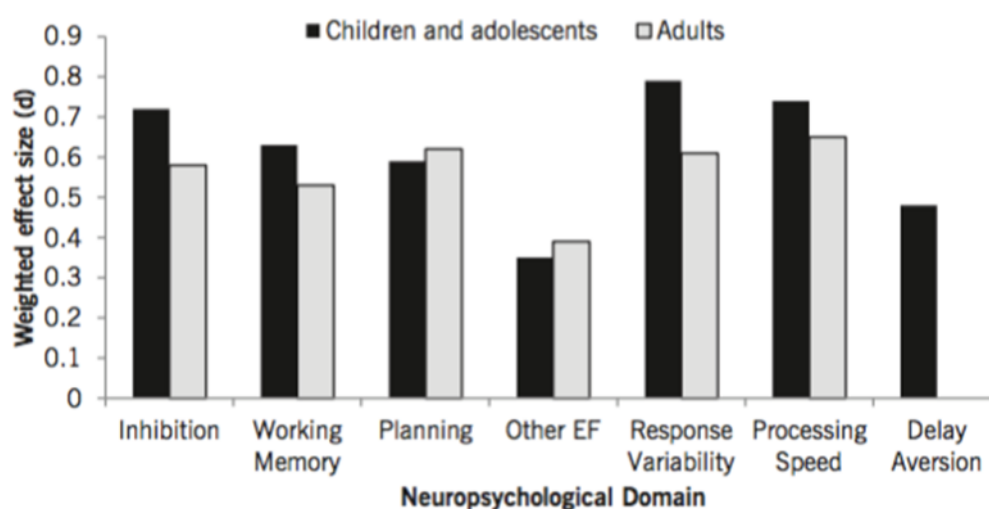 Children and adolescents Adults
Weighted effect size (d)
0.9
0.8
0.7
0.6
0.5
0.4
0.3
0.2
0.1
0
Inhibition Working Planning Other EF Response Processing Delay
Memory Variability Speed Aversion
Neuropsychological Domain